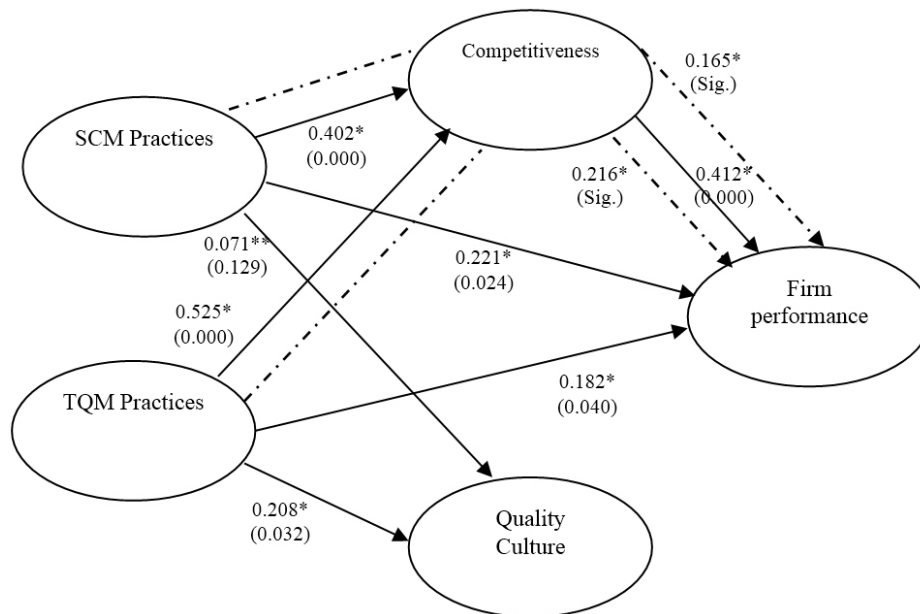 Competitiveness
0.165*
(Sig.)
SCM Practices
0.402*
(0.000)
0.216*
(Sig.)
0.412*
(0.000)
0.071**
(0.129)
0.221*
(0.024)
Firm
performance
0.525*
(0.000)
TQM Practices
0.182*
(0.040)
0.208*
(0.032)
Quality
Culture